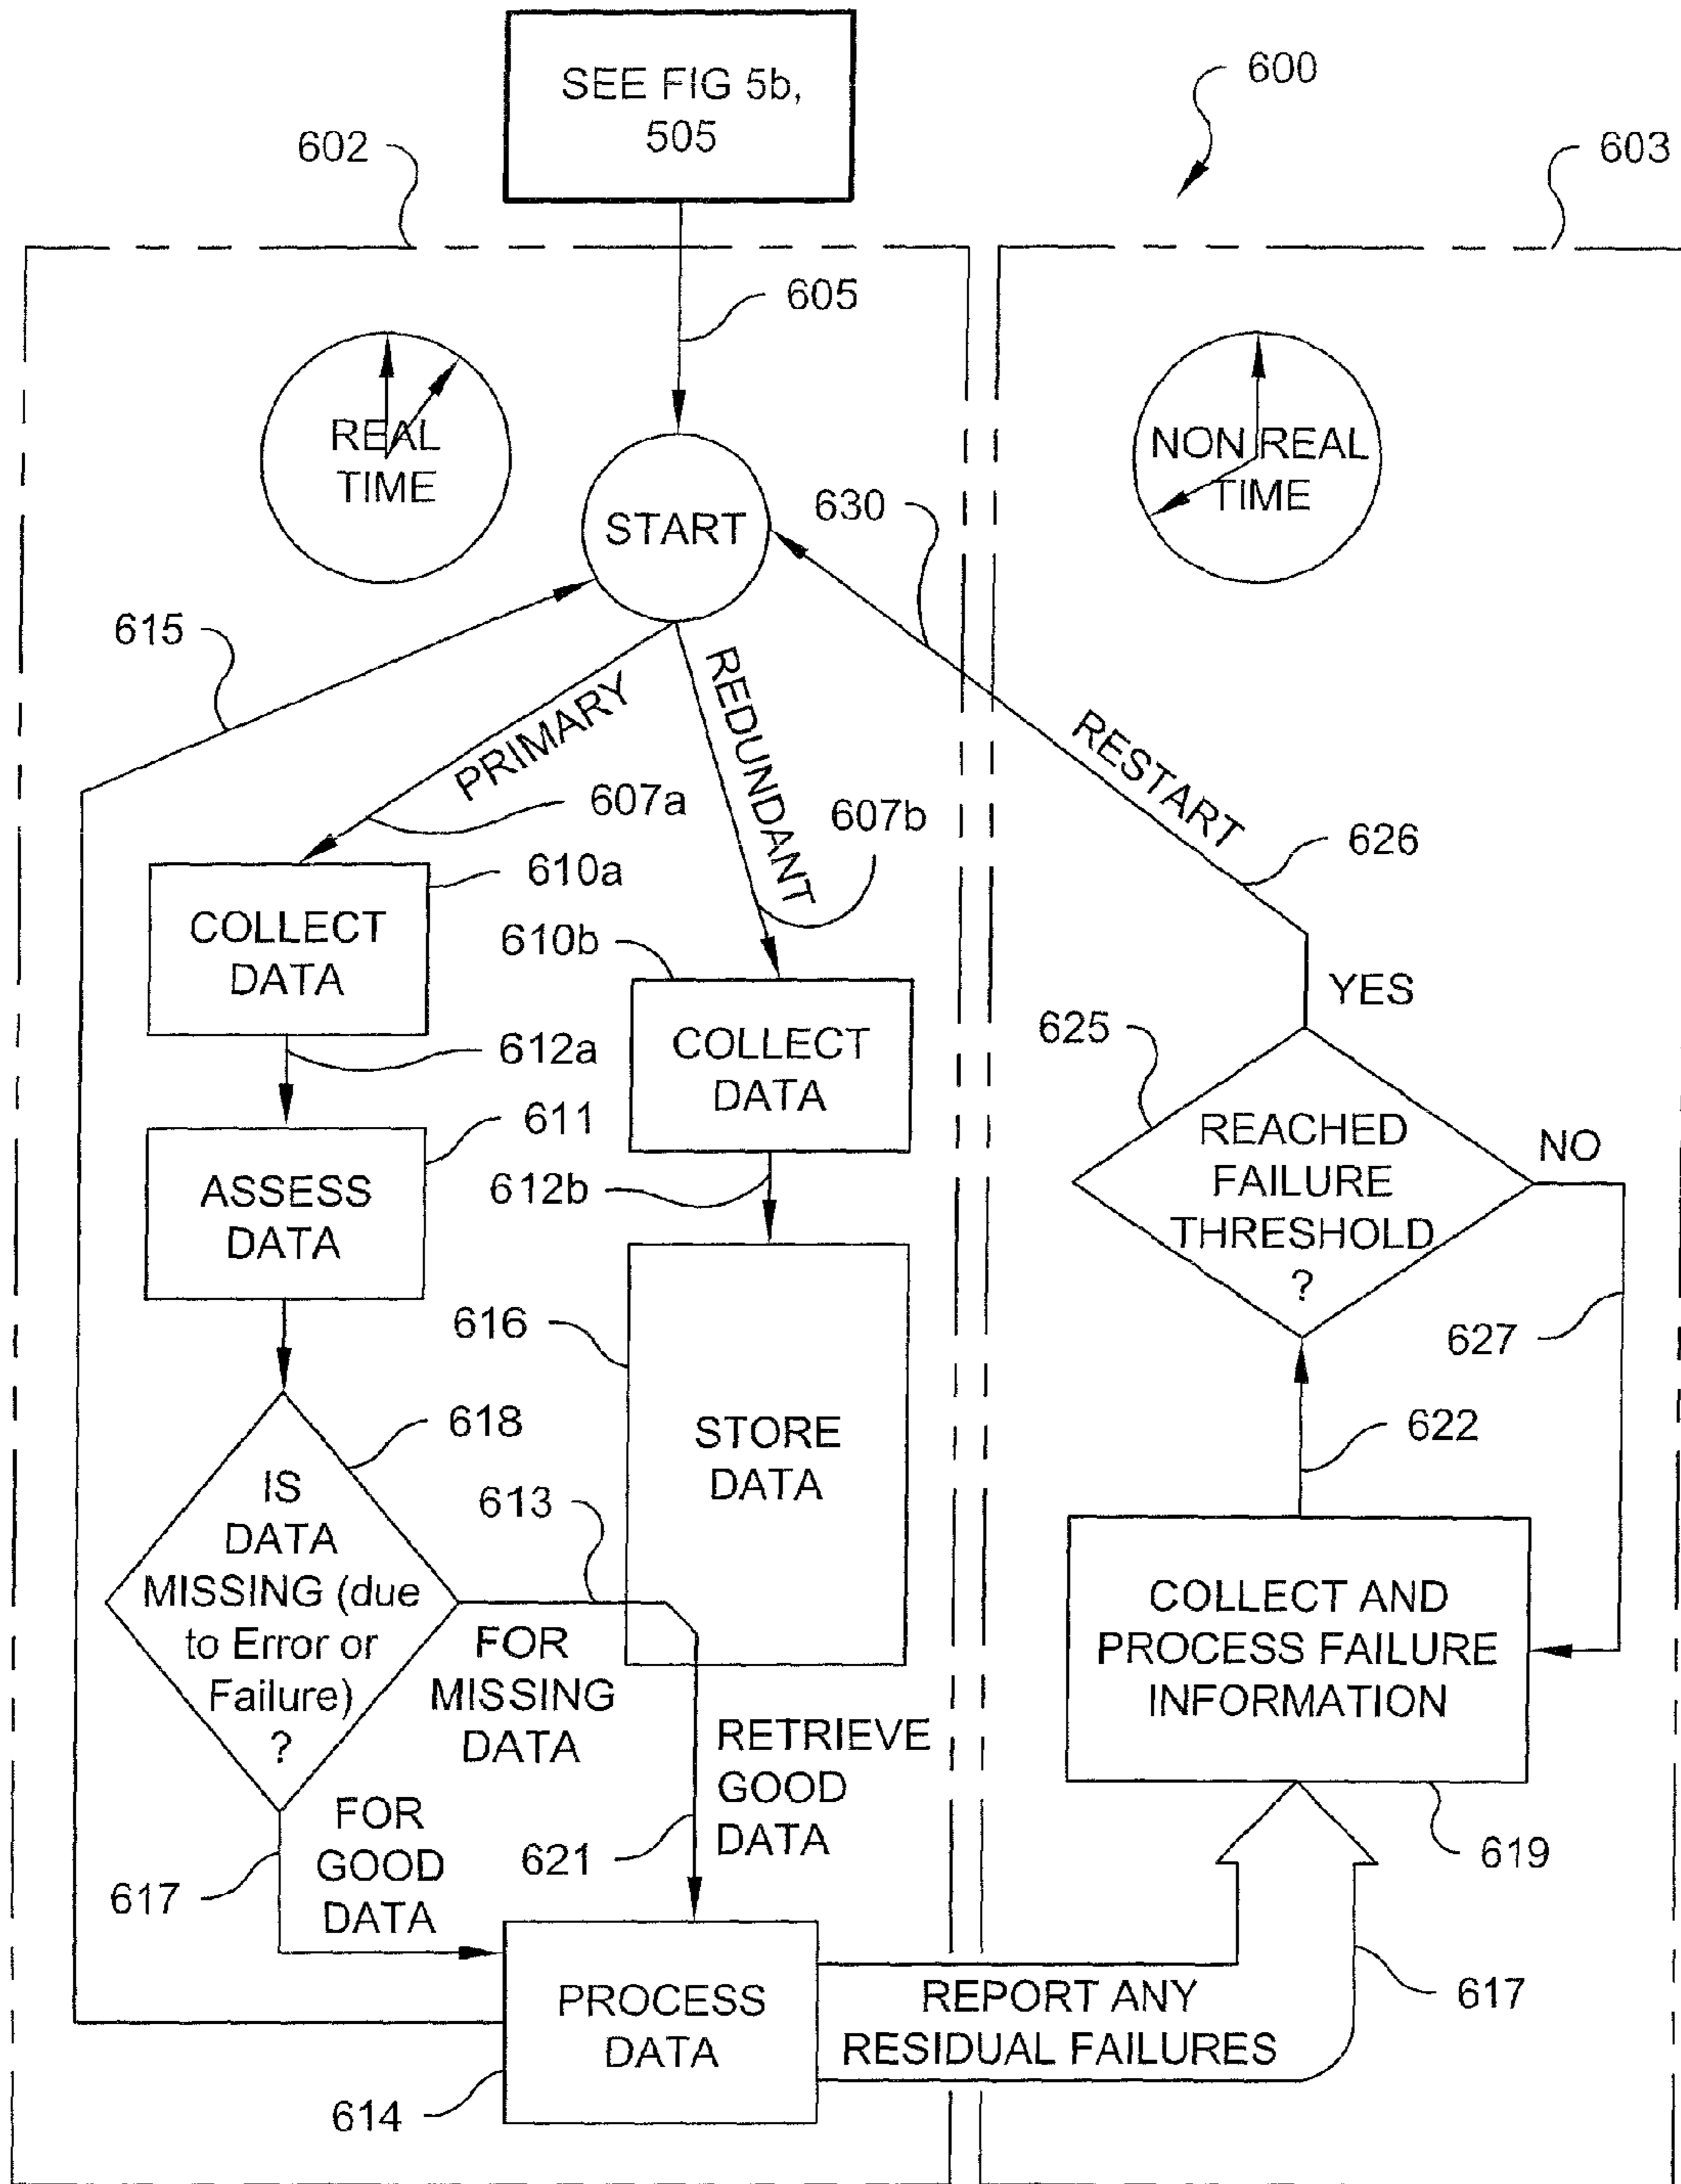 SEE FIG 5b,
505
600
602
603
605
REAL
TIME
NON REAL
TIME
START
630
615
PRIMARY
REDUNDANT
RESTART
607a
607b
626
610a
COLLECT
DATA
610b
YES
625
COLLECT
DATA
612a
611
REACHED
FAILURE
THRESHOLD
?
NO
ASSESS
DATA
612b
616
627
618
STORE
DATA
622
IS
DATA
MISSING (due
to Error or
Failure)
?
613
FOR
MISSING
DATA
COLLECT AND
PROCESS FAILURE
INFORMATION
RETRIEVE
GOOD
DATA
FOR
GOOD
DATA
617
621
619
PROCESS
DATA
REPORT ANY
RESIDUAL FAILURES
617
614